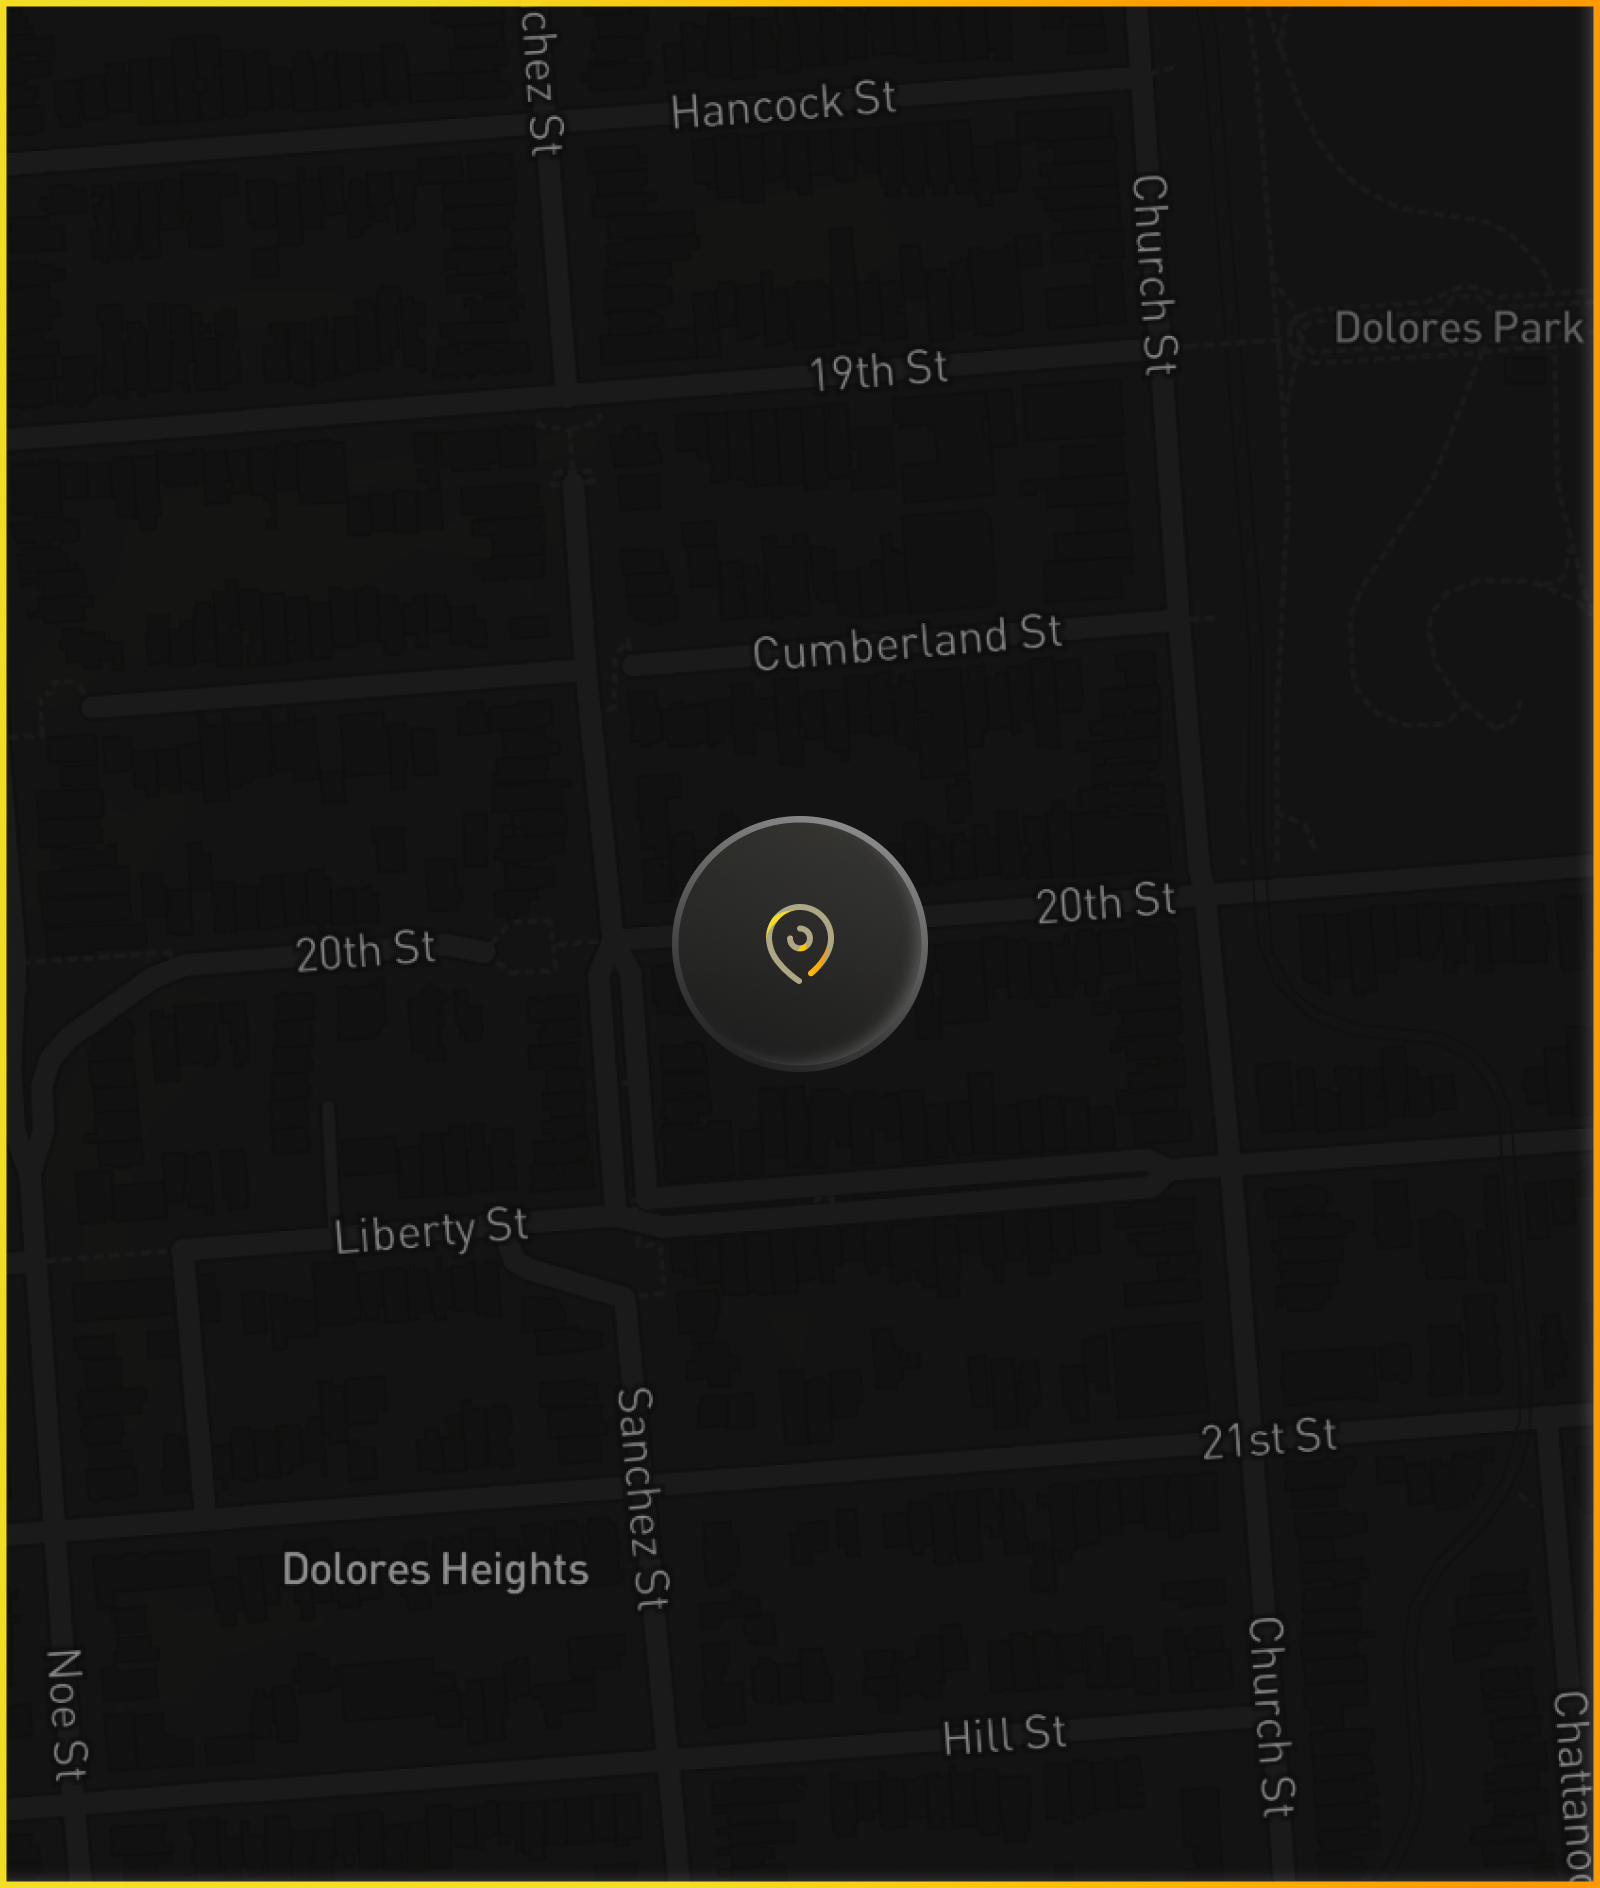 chez St
Hancock St
Church St
Dolores Park
19th St
Cumberland St
20th St
20th St
Liberty St
Sanchez St
21st St
Dolores Heights
Noe St
Church St
Hill St
Chattanoo